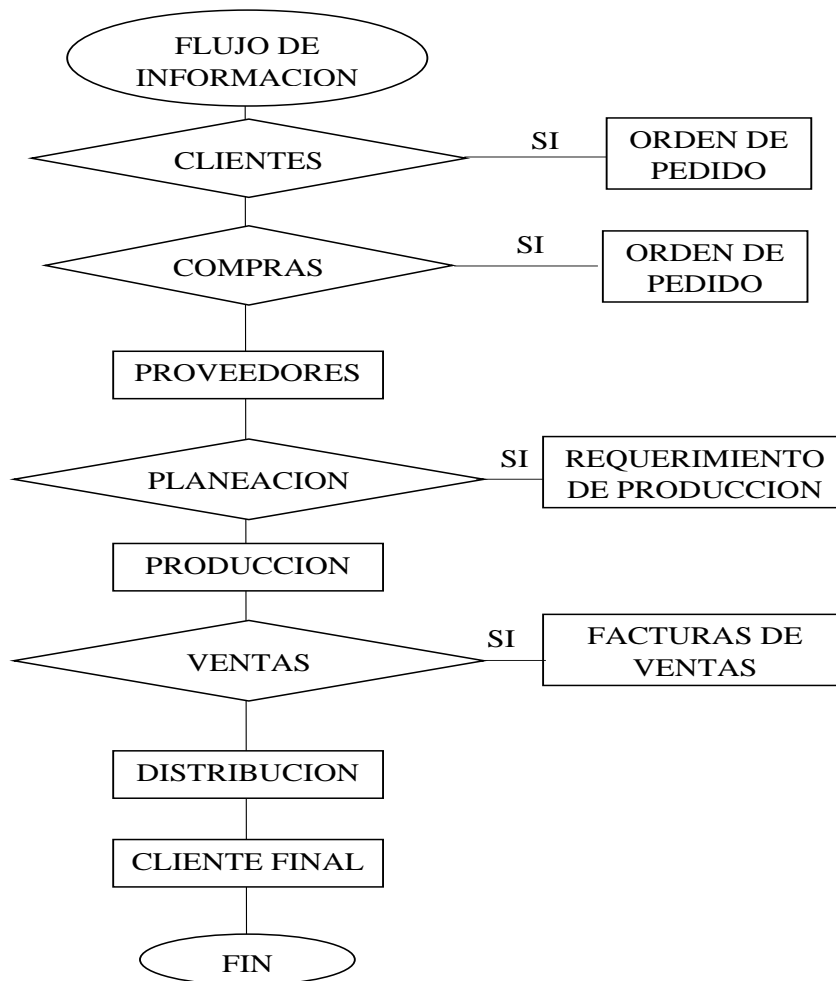 FLUJO DE
INFORMACION
CLIENTES
SI
ORDEN DE
PEDIDO
COMPRAS
SI
ORDEN DE
PEDIDO
PROVEEDORES
PLANEACION
SI
REQUERIMIENTO
DE PRODUCCION
PRODUCCION
VENTAS
SI
FACTURAS DE
VENTAS
DISTRIBUCION
CLIENTE FINAL
FIN